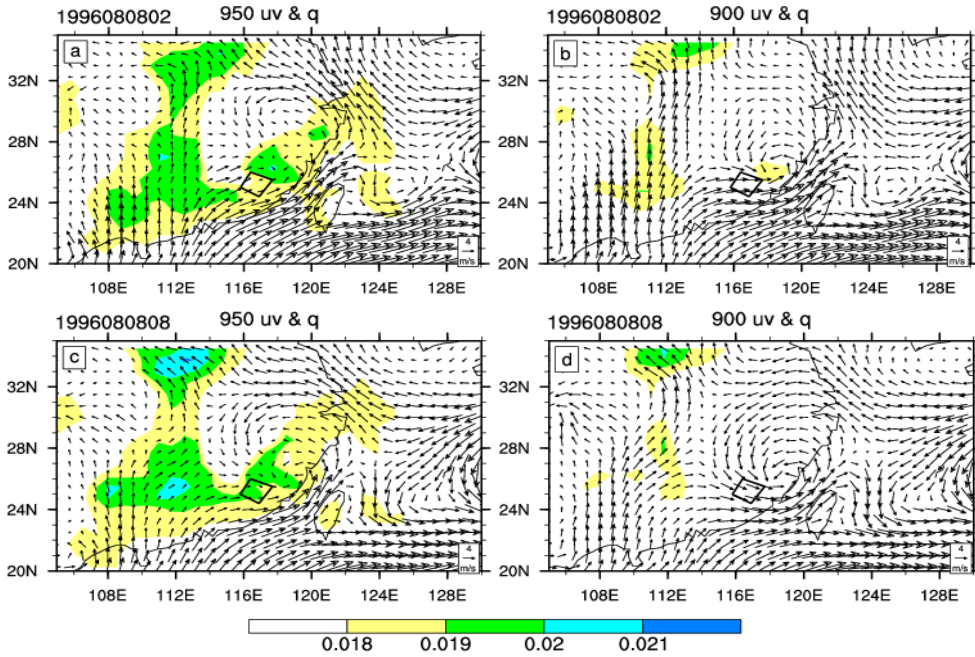 1996080802 950 uv & q
a
32N
28N
24N
20N
4
m/s
108E 112E 116E 120E 124E 128E
1996080802 900 uv & q
b
32N
28N
24N
20N
4
m/s
108E 112E 116E 120E 124E 128E
1996080808 950 uv & q
c
32N
28N
24N
20N
4
m/s
108E 112E 116E 120E 124E 128E
1996080808 900 uv & q
d
32N
28N
24N
20N
4
m/s
108E 112E 116E 120E 124E 128E
0.018 0.019 0.02 0.021